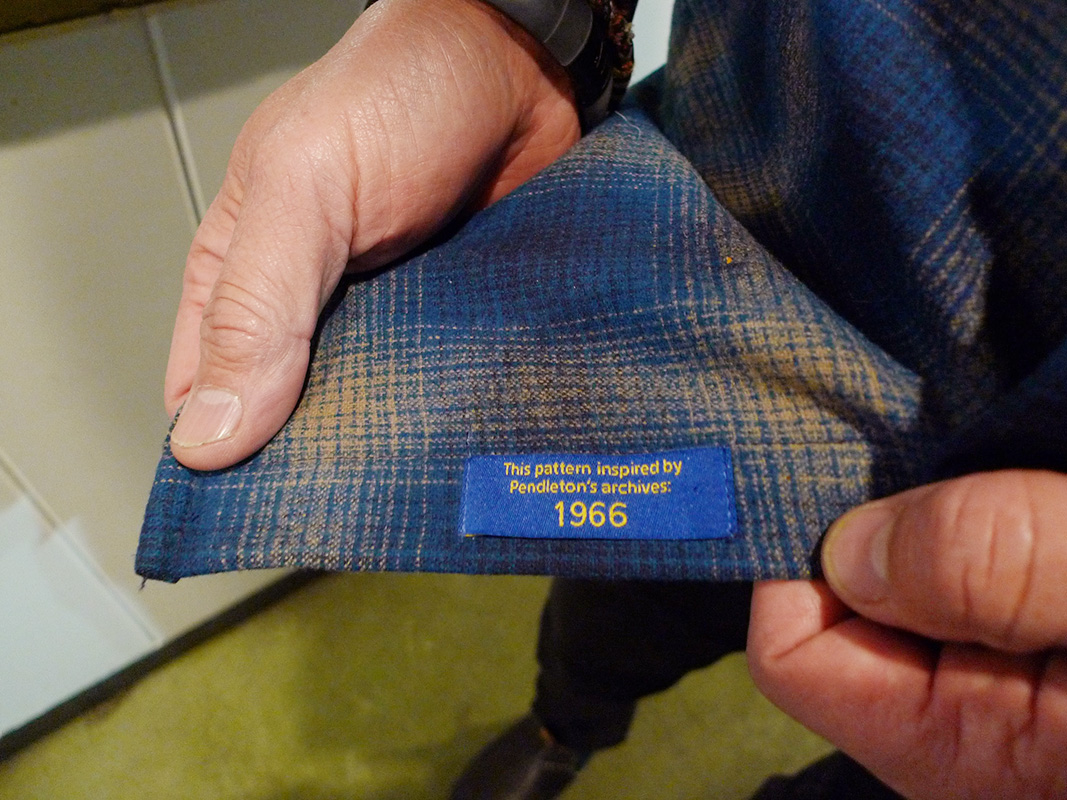 This pattern inspired by
Pendleton's archives:
1966